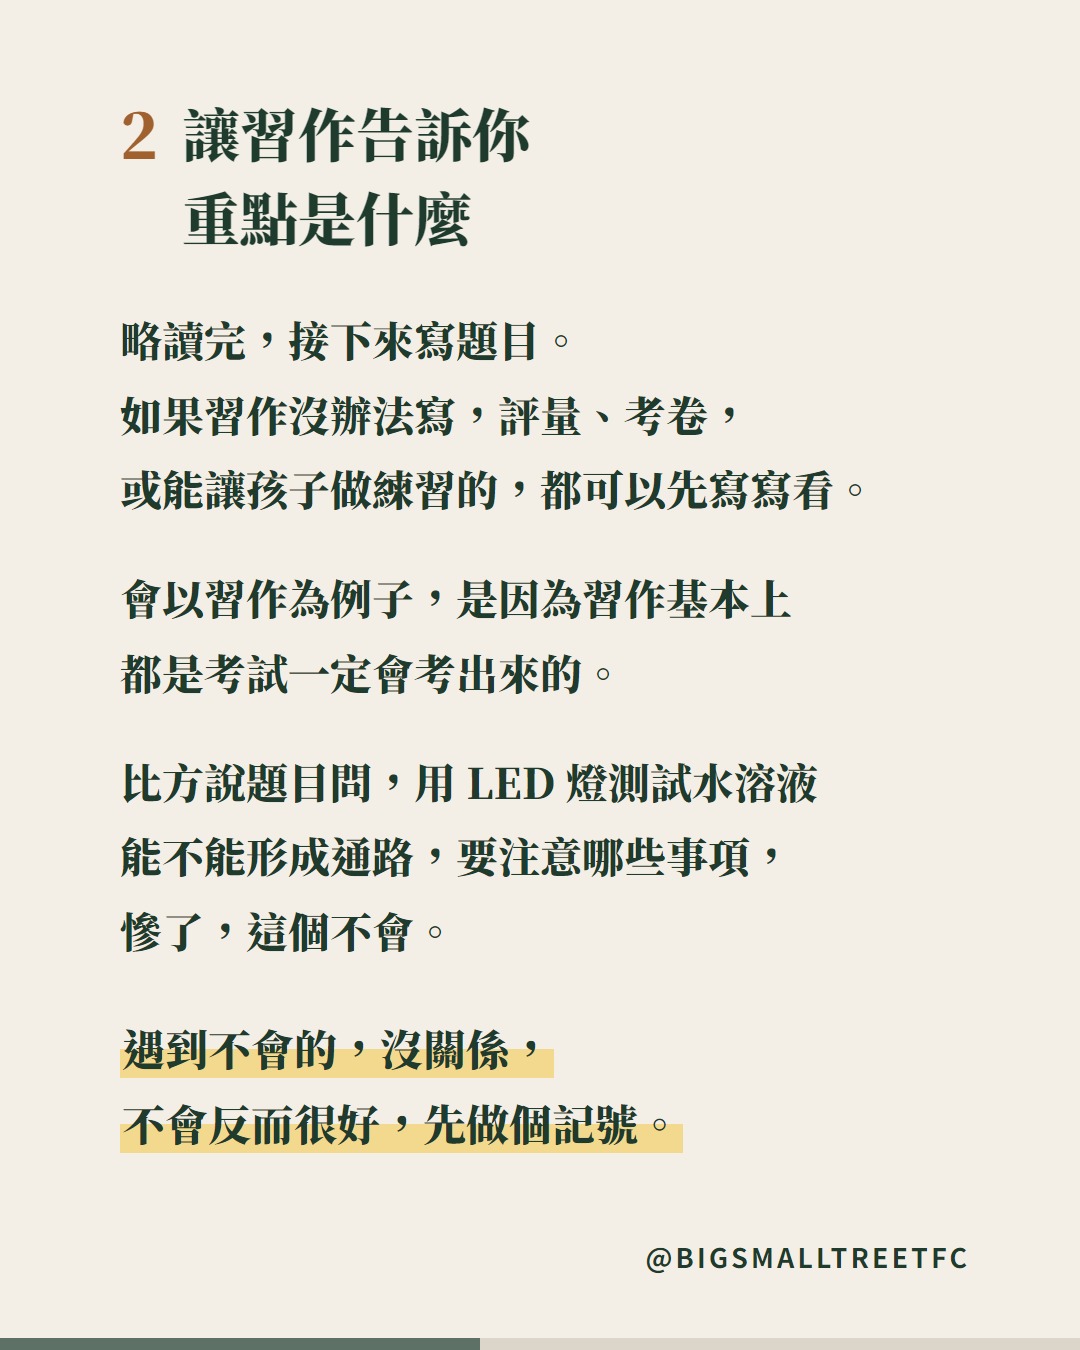 2 讓習作告訴你
重點是什麼
略讀完，接下來寫題目。
如果習作沒辦法寫，評量、考卷，
或能讓孩子做練習的，都可以先寫寫看。
會以習作為例子，是因為習作基本上
都是考試一定會考出來的。
比方說題目問，用 LED 燈測試水溶液
能不能形成通路，要注意哪些事項，
慘了，這個不會。
遇到不會的，沒關係，
不會反而很好，先做個記號。
@BIGSMALLTREETFC